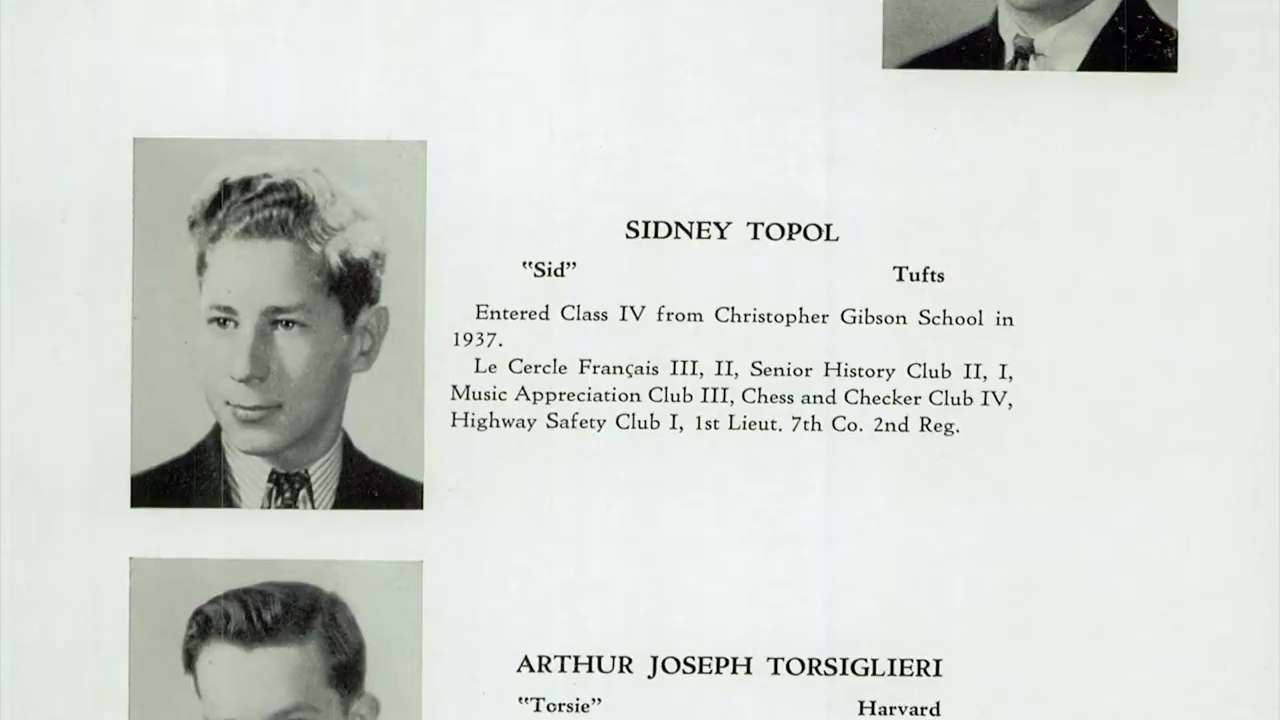 SIDNEY TOPOL
"Sid" Tufts
Entered Class IV from Christopher Gibson School in
1937.
Le Cercle Français III, II, Senior History Club II, I,
Music Appreciation Club III, Chess and Checker Club IV,
Highway Safety Club I, 1st Lieut. 7th Co. 2nd Reg.
ARTHUR JOSEPH TORSIGLIERI
"Torsie" Harvard